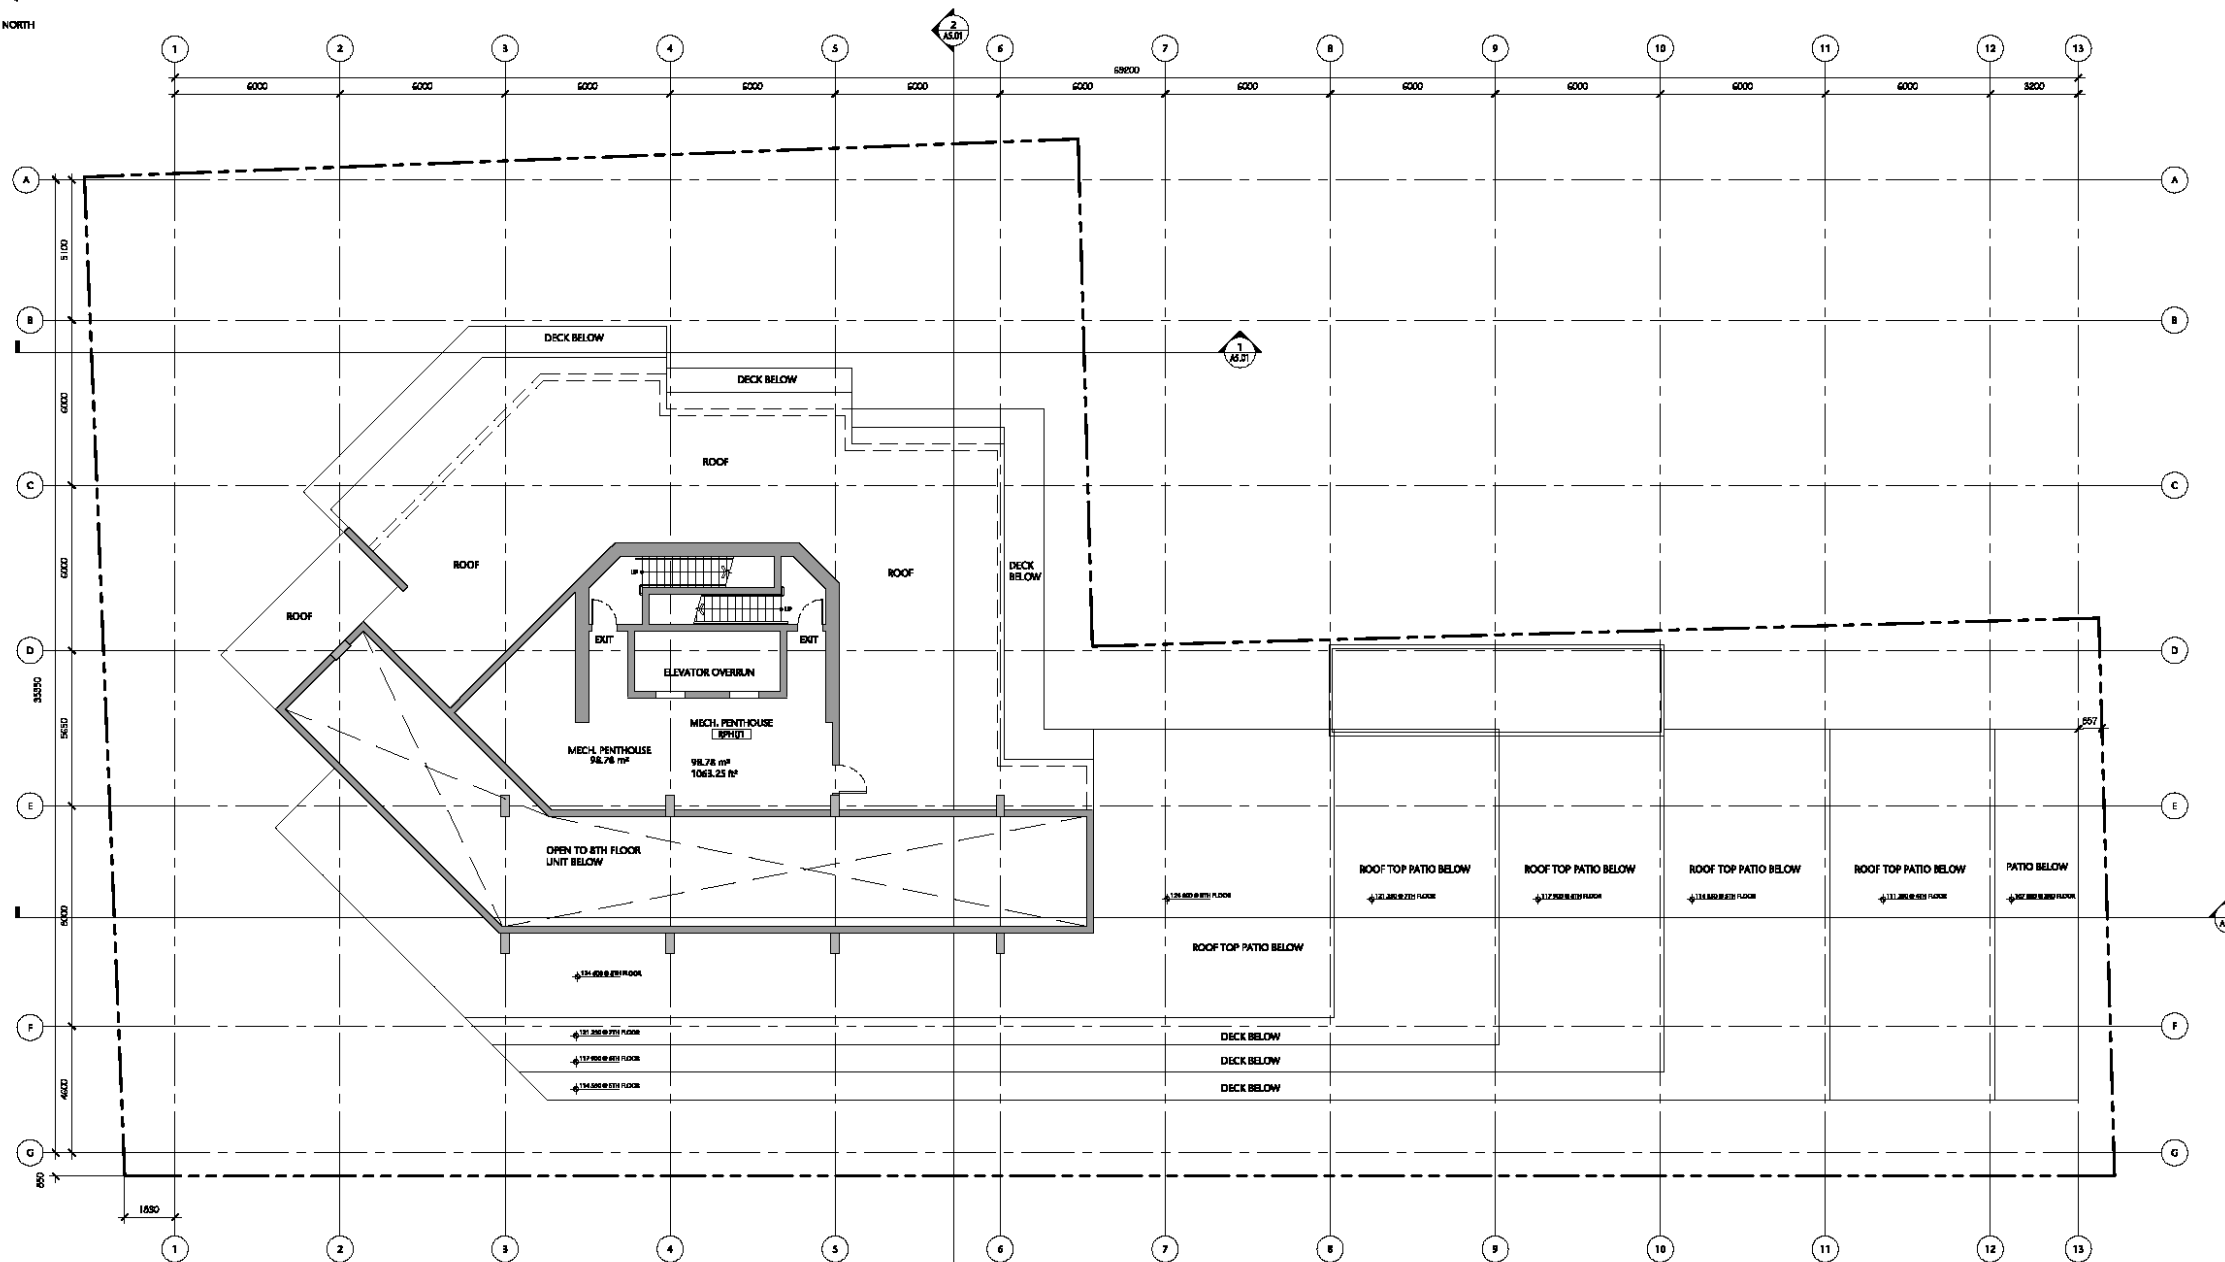 NORTH
2
A5.01
1 2 3 4 5 6 7 8 9 10 11 12 13
69200
6000 6000 6000 6000 6000 6000 6000 6000 6000 6000 6000 3200
A A
5100
B B
DECK BELOW
1
A5.01
DECK BELOW
6000
ROOF
C C
ROOF
ROOF
DECK
BELOW
6000
UP
UP
ROOF
EXIT EXIT
D D
ELEVATOR OVERRUN
35350
5650
857
MECH. PENTHOUSE
RPH01
MECH. PENTHOUSE
98.78 m²
98.78 m²
1063.25 ft²
E E
OPEN TO 8TH FLOOR
UNIT BELOW
ROOF TOP PATIO BELOW ROOF TOP PATIO BELOW ROOF TOP PATIO BELOW ROOF TOP PATIO BELOW PATIO BELOW
8000
A
ROOF TOP PATIO BELOW
F F
DECK BELOW
DECK BELOW
DECK BELOW
4600
G G
850
1 2 3 4 5 6 7 8 9 10 11 12 13